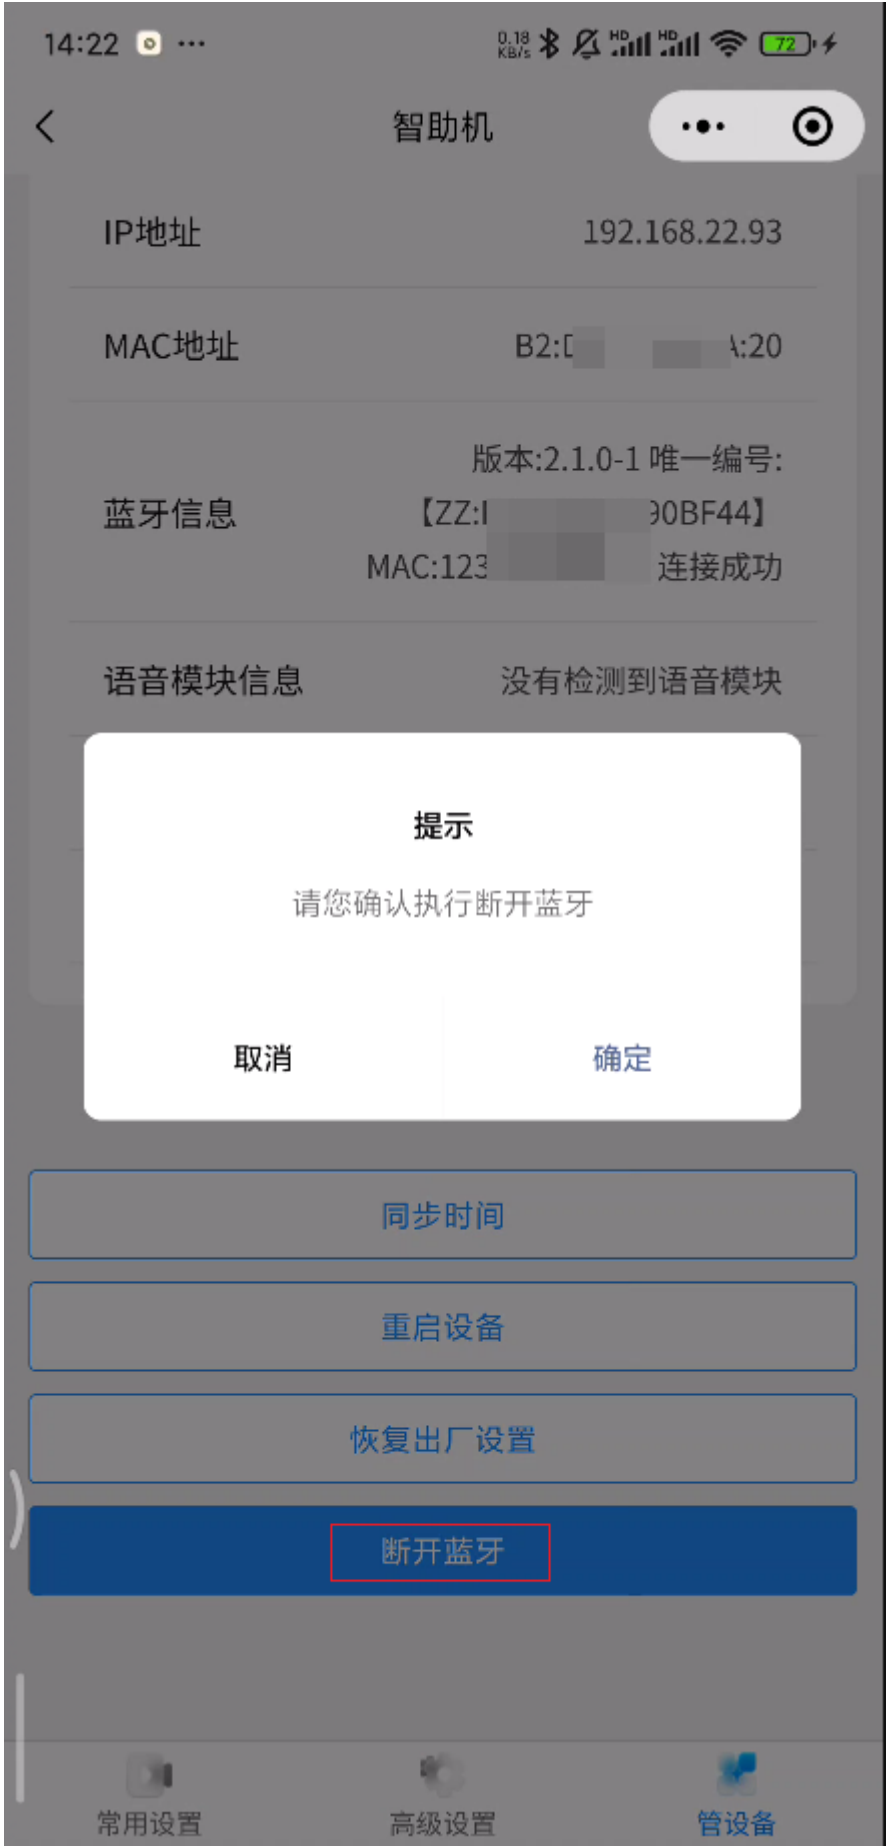 14:22
0.18
KB/s
HD
HD
72
智助机
IP地址
192.168.22.93
MAC地址
B2: :20
蓝牙信息
版本:2.1.0-1 唯一编号:
【ZZ: 90BF44】
MAC:123 连接成功
语音模块信息
没有检测到语音模块
提示
请您确认执行断开蓝牙
取消
确定
同步时间
重启设备
恢复出厂设置
断开蓝牙
常用设置
高级设置
管设备